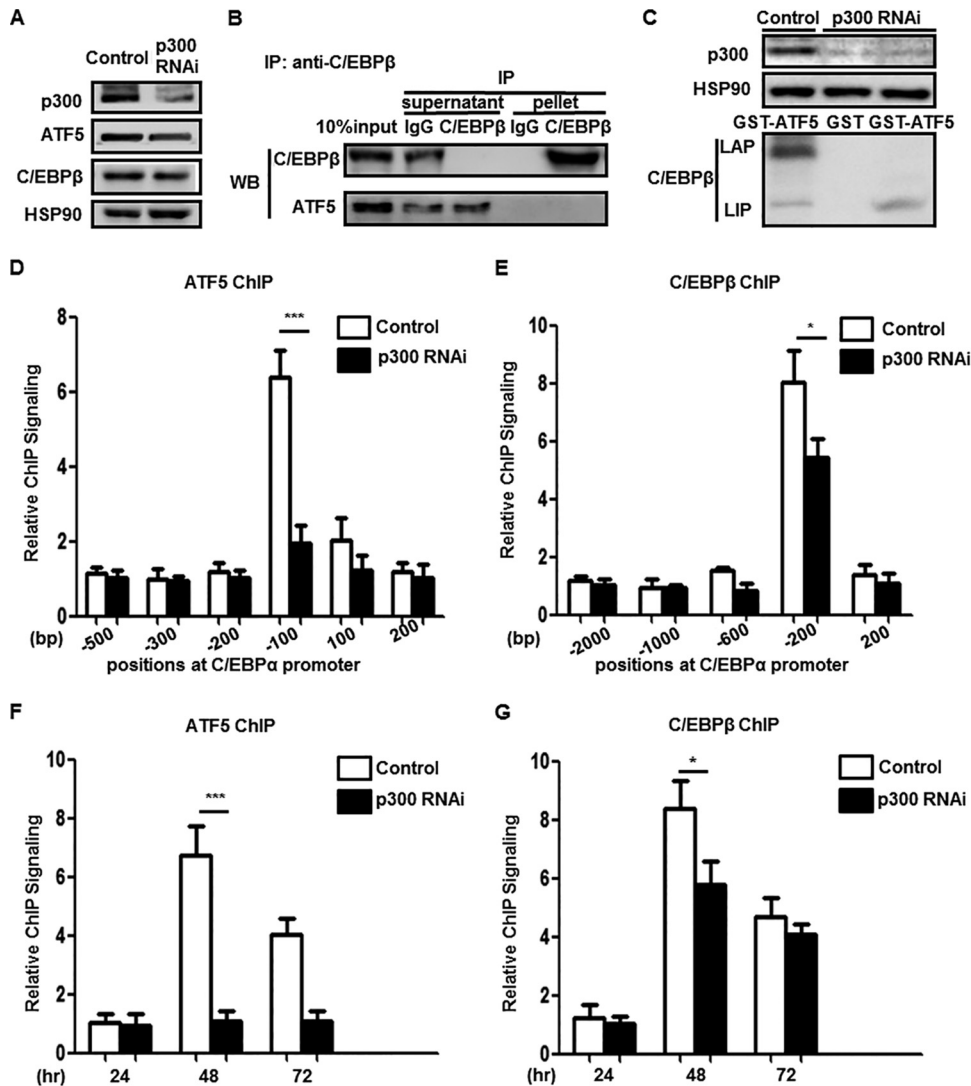 A
Control
p300
RNAi
p300
ATF5
C/EBPβ
HSP90
B
IP: anti-C/EBPβ
IP
supernatant pellet
10%input IgG C/EBPβ IgG C/EBPβ
WB
C/EBPβ
ATF5
C
Control p300 RNAi
p300
HSP90
GST-ATF5 GST GST-ATF5
C/EBPβ
LAP
LIP
D
ATF5 ChIP
***
Control
p300 RNAi
Relative ChIP Signaling
8
6
4
2
0
(bp) -500 -300 -200 -100 100 200
positions at C/EBPα promoter
E
C/EBPβ ChIP
*
Control
p300 RNAi
Relative ChIP Signaling
10
8
6
4
2
0
(bp) -2000 -1000 -600 -200 200
positions at C/EBPα promoter
F
ATF5 ChIP
***
Control
p300 RNAi
Relative ChIP Signaling
10
8
6
4
2
0
(hr) 24 48 72
G
C/EBPβ ChIP
*
Control
p300 RNAi
Relative ChIP Signaling
10
8
6
4
2
0
(hr) 24 48 72